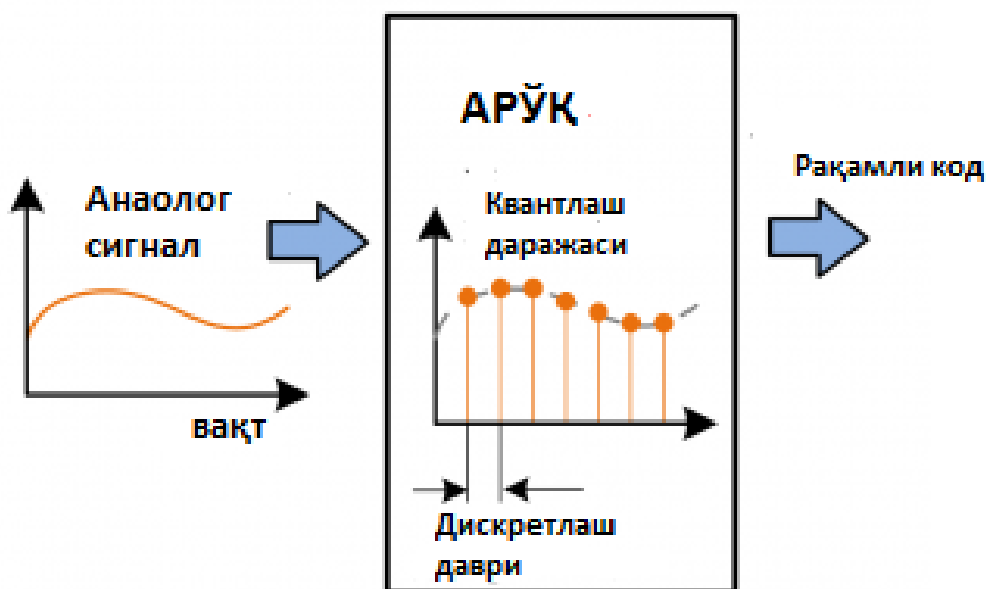 АРЎҚ
Рақамли код
Анаолог
сигнал
Квантлаш
даражаси
вақт
Дискретлаш
даври